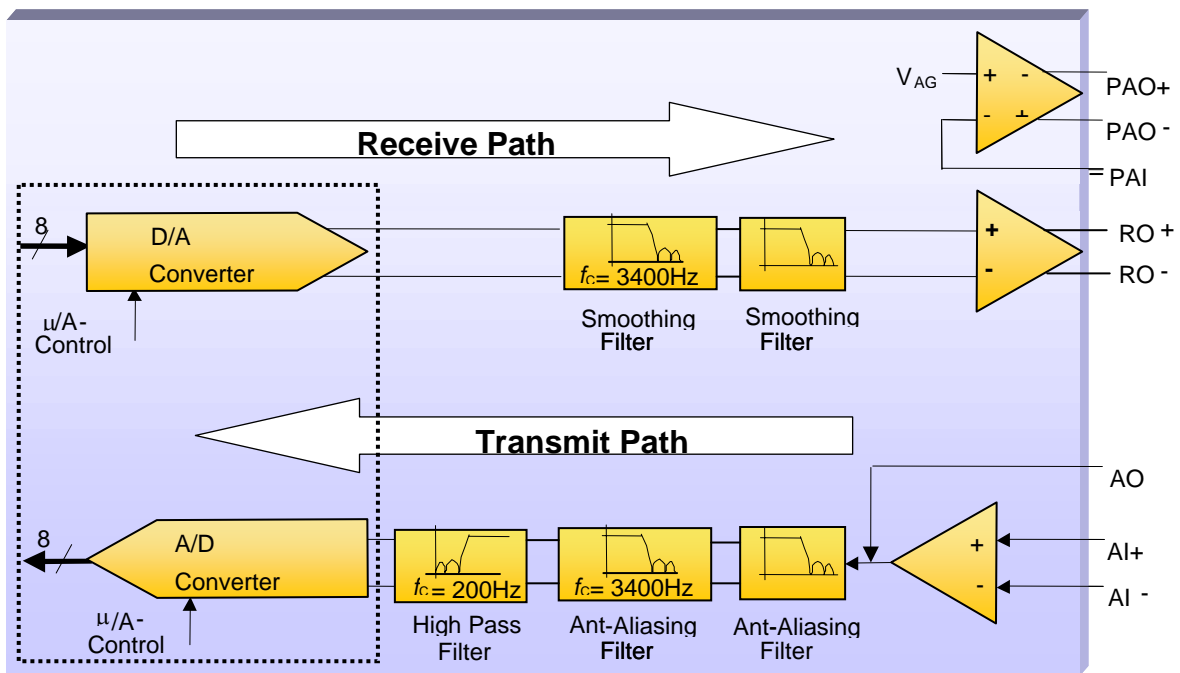 V AG
+ -
- +
PAO+
PAO -
PAI
Receive Path
8
D/A
Converter
μ/A-
Control
fc= 3400Hz
Smoothing
Filter
Smoothing
Filter
+
-
RO +
RO -
Transmit Path
AO
8
A/D
Converter
μ/A-
Control
fc= 200Hz
High Pass
Filter
fc= 3400Hz
Ant-Aliasing
Filter
Ant-Aliasing
Filter
+
-
AI+
AI -